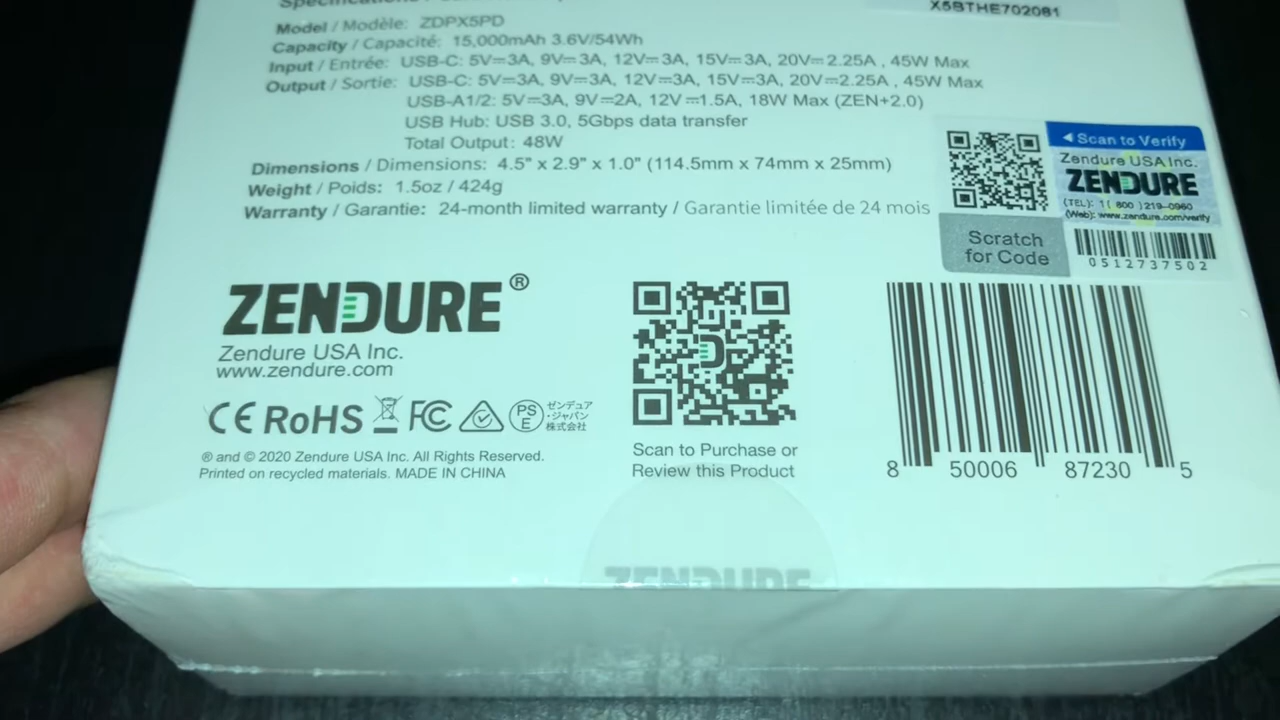 Specifications /
X5BTHE702081
Model / Modèle: ZDPX5PD
Capacity / Capacité: 15,000mAh 3.6V/54Wh
Input / Entrée: USB-C: 5V⎓3A, 9V⎓3A, 12V⎓3A, 15V⎓3A, 20V⎓2.25A , 45W Max
Output / Sortie: USB-C: 5V⎓3A, 9V⎓3A, 12V⎓3A, 15V⎓3A, 20V⎓2.25A , 45W Max
USB-A1/2: 5V⎓3A, 9V⎓2A, 12V⎓1.5A, 18W Max (ZEN+2.0)
USB Hub: USB 3.0, 5Gbps data transfer
Total Output: 48W
Dimensions / Dimensions: 4.5" x 2.9" x 1.0" (114.5mm x 74mm x 25mm)
Weight / Poids: 1.5oz / 424g
Warranty / Garantie: 24-month limited warranty / Garantie limitée de 24 mois
Scan to Verify
Zendure USA Inc.
ZENDURE
(TEL): 1( 800 )219-0960
(Web): www.zendure.com/verify
Scratch
for Code
0512737502
ZENDURE®
Zendure USA Inc.
www.zendure.com
CE RoHS FC PS E ゼンデュア
・ジャパン
株式会社
® and © 2020 Zendure USA Inc. All Rights Reserved.
Printed on recycled materials. MADE IN CHINA
Scan to Purchase or
Review this Product
8 50006 87230 5
ZENDURE